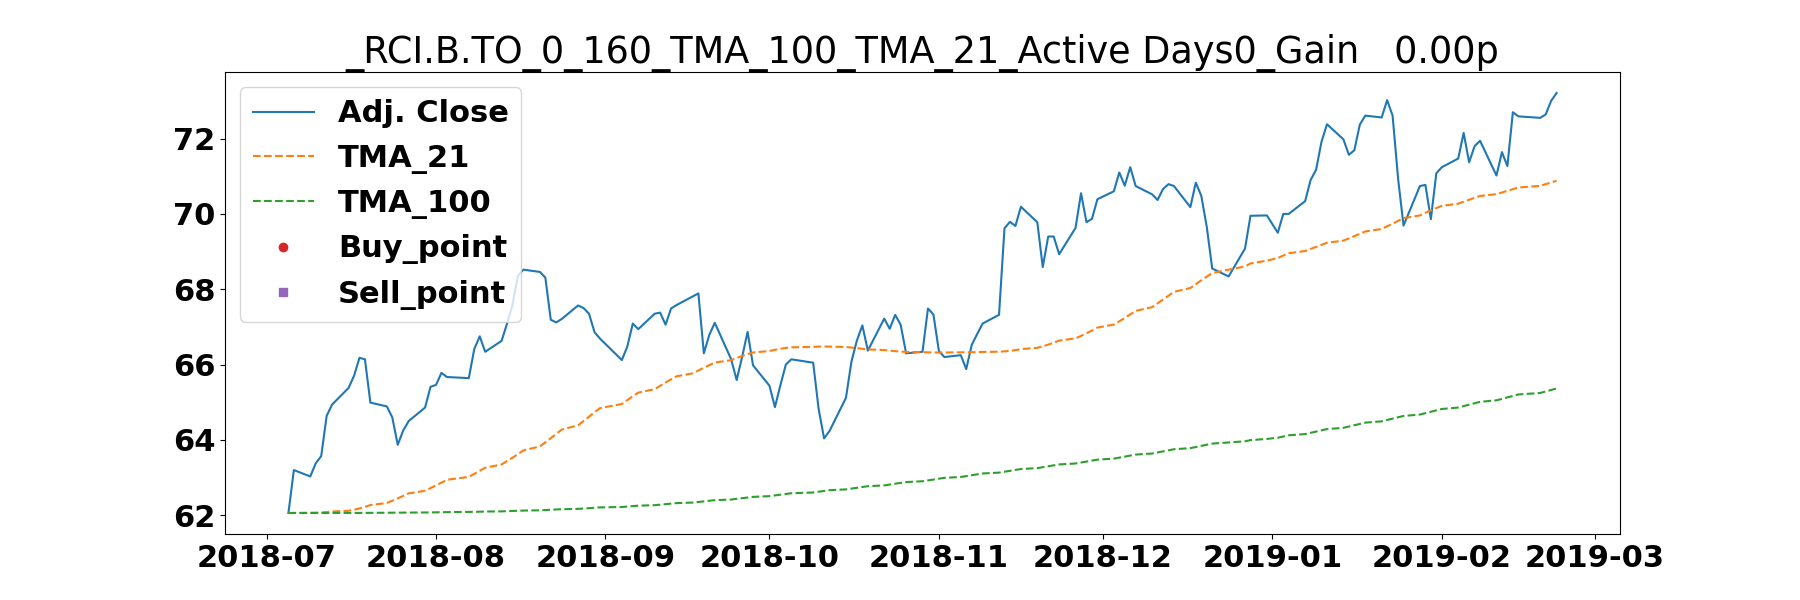 _RCI.B.TO_0_160_TMA_100_TMA_21_Active Days0_Gain   0.00p
Adj. Close
TMA_21
TMA_100
Buy_point
Sell_point
72
70
68
66
64
62
2018-07 2018-08 2018-09 2018-10 2018-11 2018-12 2019-01 2019-02 2019-03